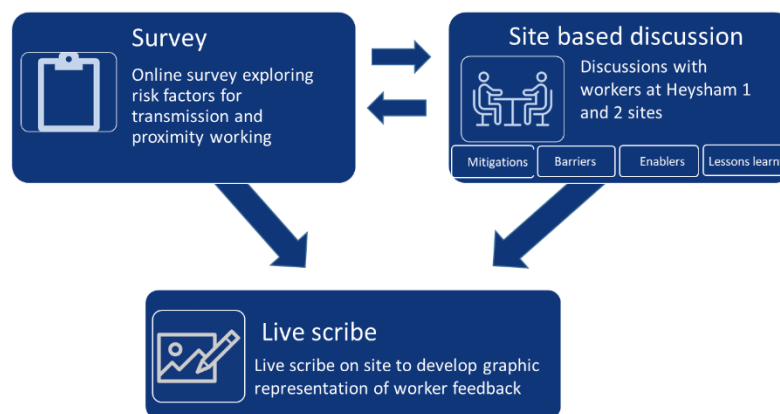 Survey
Online survey exploring
risk factors for
transmission and
proximity working
Site based discussion
Discussions with
workers at Heysham 1
and 2 sites
Mitigations
Barriers
Enablers
Lessons learn
Live scribe
Live scribe on site to develop graphic
representation of worker feedback